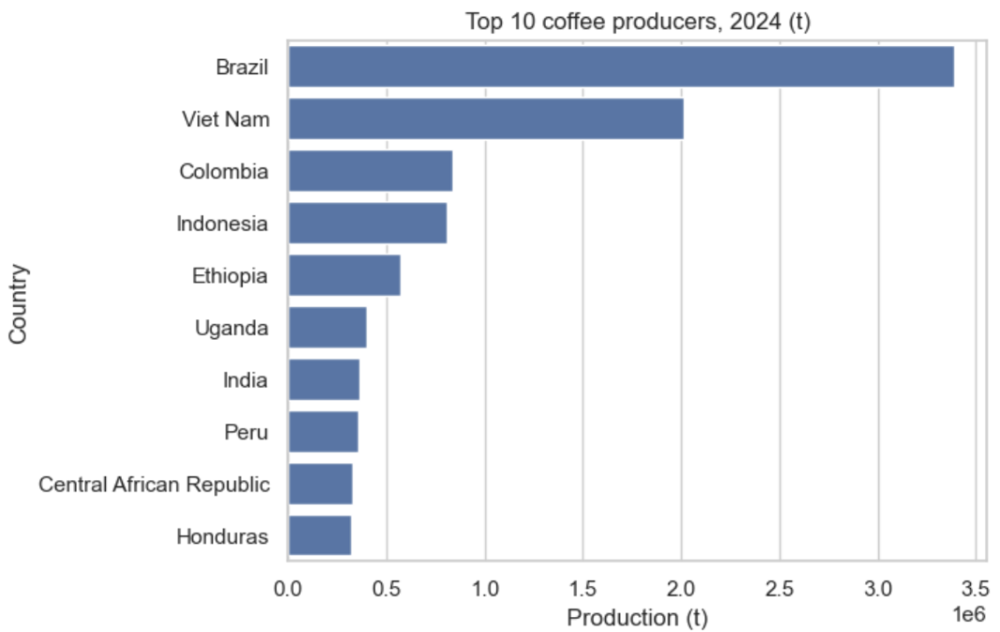 Top 10 coffee producers, 2024 (t)
Country
Brazil
Viet Nam
Colombia
Indonesia
Ethiopia
Uganda
India
Peru
Central African Republic
Honduras
0.0 0.5 1.0 1.5 2.0 2.5 3.0 3.5
1e6
Production (t)